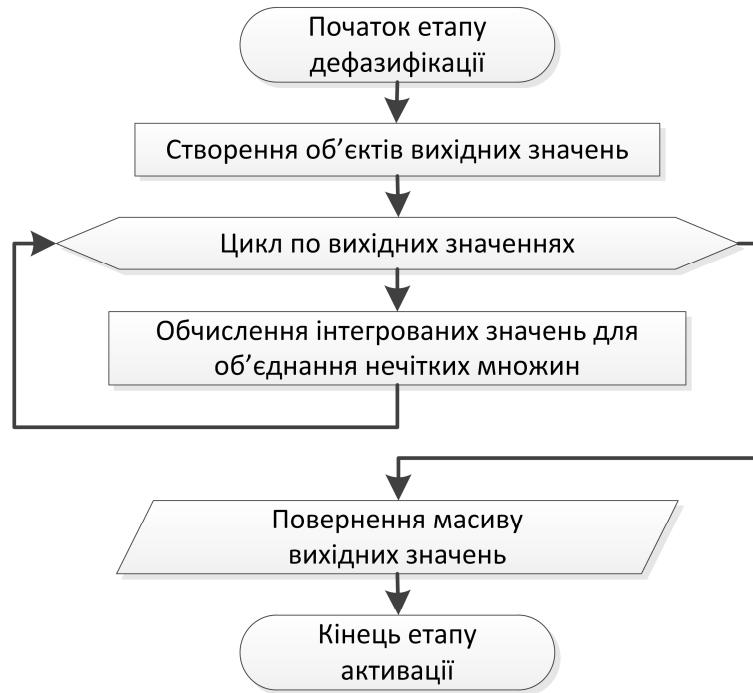 Початок етапу
дефазифікації
Створення об’єктів вихідних значень
Цикл по вихідних значеннях
Обчислення інтегрованих значень для
об’єднання нечітких множин
Повернення масиву
вихідних значень
Кінець етапу
активації